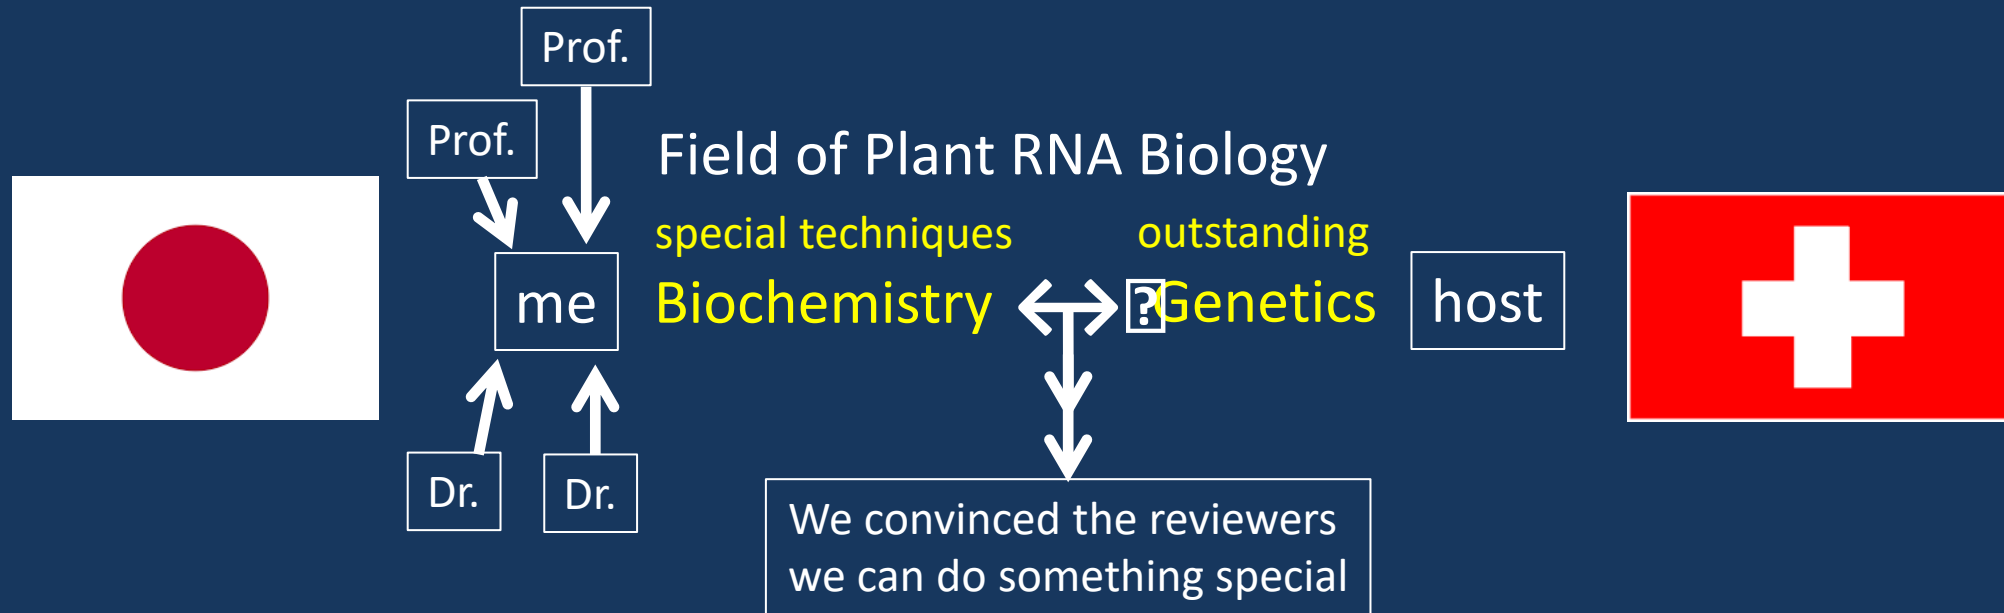 Prof.
Prof.
Field of Plant RNA Biology
special techniques outstanding
me Biochemistry Genetics host
Dr. Dr.
We convinced the reviewers
we can do something special